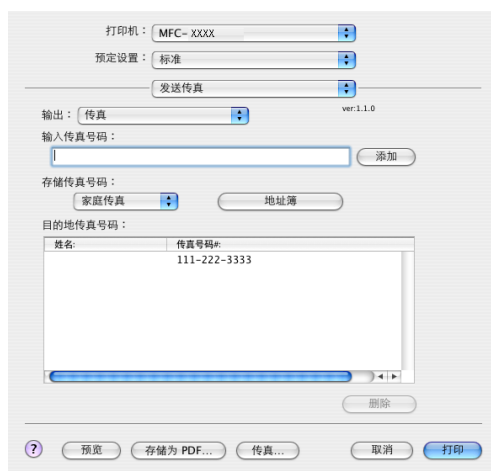 打印机： MFC- XXXX
预定设置： 标准
发送传真
输出： 传真 ver:1.1.0
输入传真号码：
添加
存储传真号码：
家庭传真 地址簿
目的地传真号码：
姓名: 传真号码#:
111-222-3333
删除
? 预览 存储为 PDF... 传真... 取消 打印